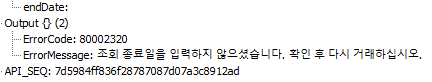 endDate:
Output {} (2)
ErrorCode: 80002320
ErrorMessage: 조회 종료일을 입력하지 않으셨습니다. 확인 후 다시 거래하십시오.
API_SEQ: 7d5984ff836f28787087d07a3c8912ad